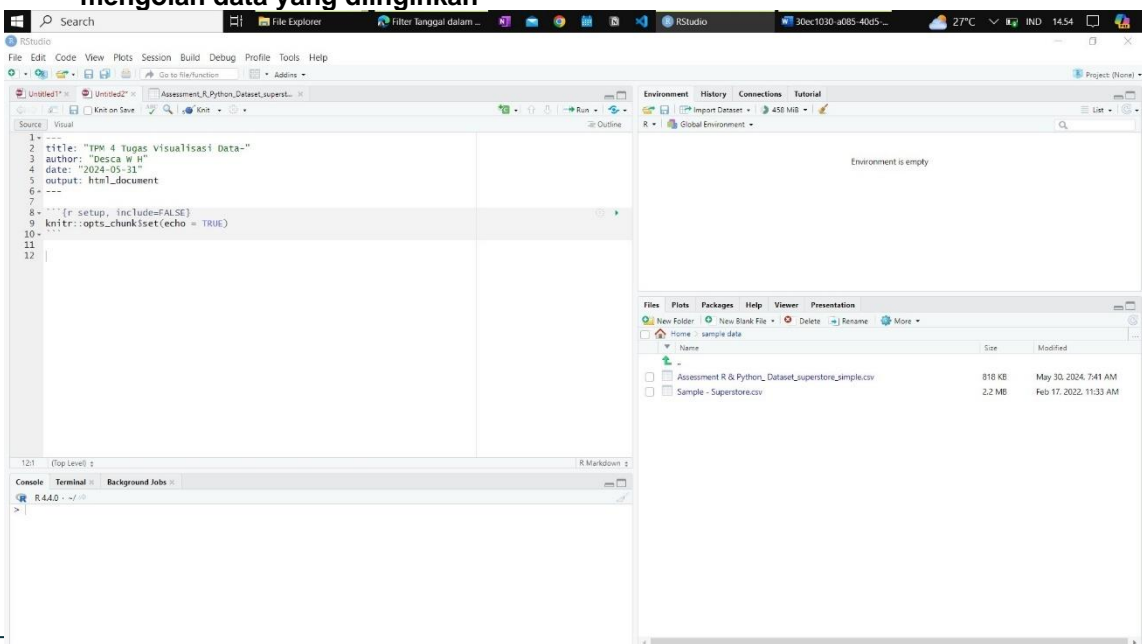 mengolah data yang diinginkan
Search File Explorer Filter Tanggal dalam ... RStudio 30ec1030-a085-40d5-... 27°C IND 14.54
RStudio
File Edit Code View Plots Session Build Debug Profile Tools Help
Go to file/function Addins Project: (None)
Untitled1* Untitled2* Assessment_R_Python_Dataset_superst...
Knit on Save Knit Run
Source Visual Outline
1 ---
2 title: "TPM 4 Tugas Visualisasi Data-"
3 author: "Desca W H"
4 date: "2024-05-31"
5 output: html_document
6 ---
7
8 ```{r setup, include=FALSE}
9 knitr::opts_chunk$set(echo = TRUE)
10 ```
11
12
12:1 (Top Level) R Markdown
Console Terminal Background Jobs
R 4.4.0 · ~/
>
Environment History Connections Tutorial
Import Dataset 458 MiB List
R Global Environment
Environment is empty
Files Plots Packages Help Viewer Presentation
New Folder New Blank File Delete Rename More
Home sample data
Name Size Modified
..
Assessment R & Python_ Dataset_superstore_simple.csv 818 KB May 30, 2024, 7:41 AM
Sample - Superstore.csv 2.2 MB Feb 17, 2022, 11:33 AM